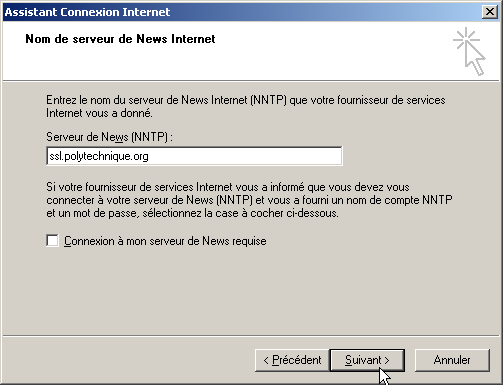 Assistant Connexion Internet
Nom de serveur de News Internet
Entrez le nom du serveur de News Internet (NNTP) que votre fournisseur de services
Internet vous a donné.
Serveur de News (NNTP) :
ssl.polytechnique.org
Si votre fournisseur de services Internet vous a informé que vous devez vous
connecter à votre serveur de News (NNTP) et vous a fourni un nom de compte NNTP
et un mot de passe, sélectionnez la case à cocher ci-dessous.
Connexion à mon serveur de News requise
< Précédent
Suivant >
Annuler